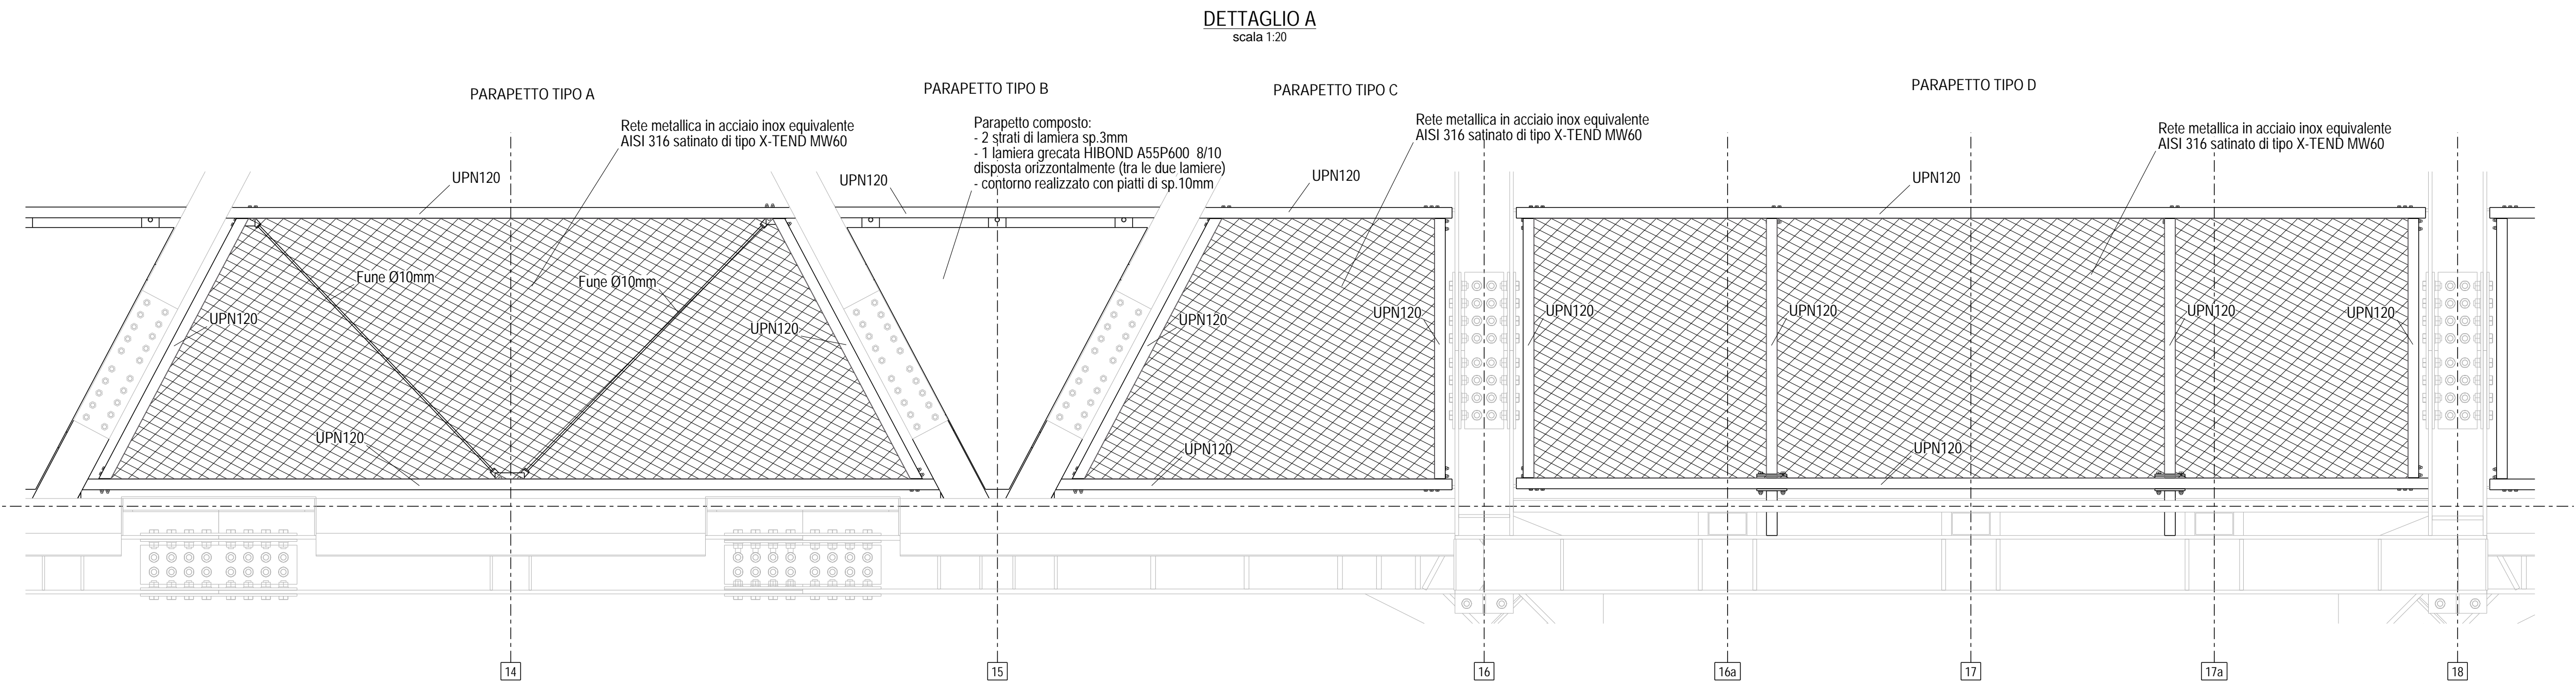 DETTAGLIO A
scala 1:20
PARAPETTO TIPO A
PARAPETTO TIPO B
PARAPETTO TIPO C
PARAPETTO TIPO D
Rete metallica in acciaio inox equivalente
AISI 316 satinato di tipo X-TEND MW60
Parapetto composto:
- 2 strati di lamiera sp.3mm
- 1 lamiera grecata HIBOND A55P600 8/10
disposta orizzontalmente (tra le due lamiere)
- contorno realizzato con piatti di sp.10mm
Rete metallica in acciaio inox equivalente
AISI 316 satinato di tipo X-TEND MW60
Rete metallica in acciaio inox equivalente
AISI 316 satinato di tipo X-TEND MW60
UPN120
UPN120
UPN120
UPN120
Fune Ø10mm
Fune Ø10mm
UPN120
UPN120
UPN120
UPN120
UPN120
UPN120
UPN120
UPN120
UPN120
UPN120
UPN120
UPN120
14
15
16
16a
17
17a
18